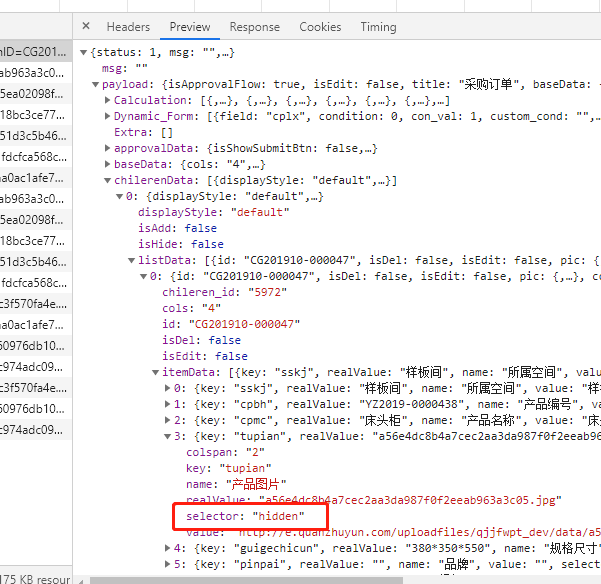 Headers Preview Response Cookies Timing
nID=CG201...
ab963a3c0...
5ea02098f...
18bc3ce77...
51d3c5b46...
fdcfca568c...
a0ac1afe7...
ab963a3c0...
5ea02098f...
18bc3ce77...
51d3c5b46...
fdcfca568c...
c3f570fa4e....
a0ac1afe7...
60976db10...
c974adc09...
c3f570fa4e...
60976db10...
c974adc09...
175 KB resour
{status: 1, msg: "",…}
msg: ""
payload: {isApprovalFlow: true, isEdit: false, title: "采购订单", baseData:
Calculation: [{,…}, {,…}, {,…}, {,…}, {,…}, {,…},…]
Dynamic_Form: [{field: "cplx", condition: 0, con_val: 1, custom_cond: "",…
Extra: []
approvalData: {isShowSubmitBtn: false,…}
baseData: {cols: "4",…}
chilerenData: [{displayStyle: "default",…}]
0: {displayStyle: "default",…}
displayStyle: "default"
isAdd: false
isHide: false
listData: [{id: "CG201910-000047", isDel: false, isEdit: false, pic: {
0: {id: "CG201910-000047", isDel: false, isEdit: false, pic: {,…}, c
chileren_id: "5972"
cols: "4"
id: "CG201910-000047"
isDel: false
isEdit: false
itemData: [{key: "sskj", realValue: "样板间", name: "所属空间", valu
0: {key: "sskj", realValue: "样板间", name: "所属空间", value: "样
1: {key: "cpbh", realValue: "YZ2019-0000438", name: "产品编号", v
2: {key: "cpmc", realValue: "床头柜", name: "产品名称", value: "床
3: {key: "tupian", realValue: "a56e4dc8b4a7cec2aa3da987f0f2eeab9
colspan: "2"
key: "tupian"
name: "产品图片"
realValue: "a56e4dc8b4a7cec2aa3da987f0f2eeab963a3c05.jpg"
selector: "hidden"
value: "http://e.quanzhuyun.com/uploadfiles/qjjfwpt_dev/data/a5
4: {key: "guigechicun", realValue: "380*350*550", name: "规格尺寸
5: {key: "pinpai", realValue: "", name: "品牌", value: "", select